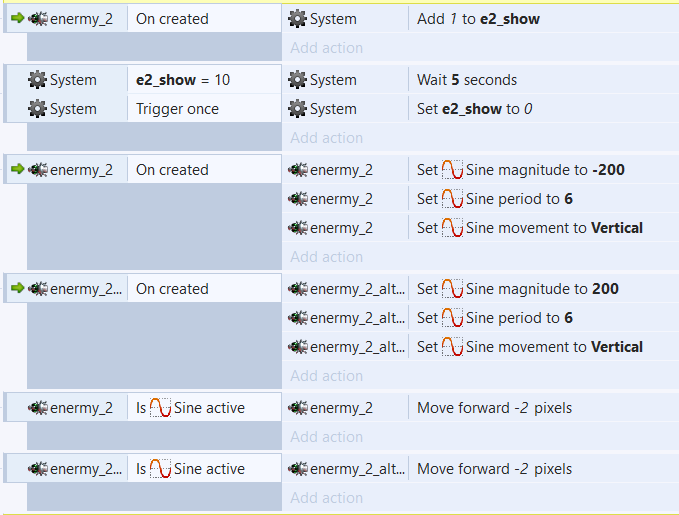 enermy_2 On created System Add 1 to e2_show
Add action
System e2_show = 10 System Wait 5 seconds
System Trigger once System Set e2_show to 0
Add action
enermy_2 On created enermy_2 Set Sine magnitude to -200
enermy_2 Set Sine period to 6
enermy_2 Set Sine movement to Vertical
Add action
enermy_2... On created enermy_2_alt... Set Sine magnitude to 200
enermy_2_alt... Set Sine period to 6
enermy_2_alt... Set Sine movement to Vertical
Add action
enermy_2 Is Sine active enermy_2 Move forward -2 pixels
Add action
enermy_2... Is Sine active enermy_2_alt... Move forward -2 pixels
Add action